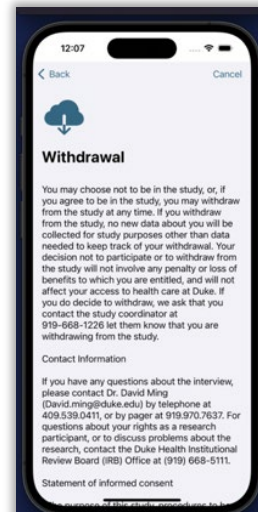 12:07
Back Cancel
Withdrawal
You may choose not to be in the study, or, if
you agree to be in the study, you may withdraw
from the study at any time. If you withdraw
from the study, no new data about you will be
collected for study purposes other than data
needed to keep track of your withdrawal. Your
decision not to participate or to withdraw from
the study will not involve any penalty or loss of
benefits to which you are entitled, and will not
affect your access to health care at Duke. If
you do decide to withdraw, we ask that you
contact the study coordinator at
919-668-1226 let them know that you are
withdrawing from the study.
Contact Information
If you have any questions about the interview,
please contact Dr. David Ming
(David.ming@duke.edu) by telephone at
409.539.0411, or by pager at 919.970.7637. For
questions about your rights as a research
participant, or to discuss problems about the
research, contact the Duke Health Institutional
Review Board (IRB) Office at (919) 668-5111.
Statement of informed consent
The purpose of this study, procedures to be